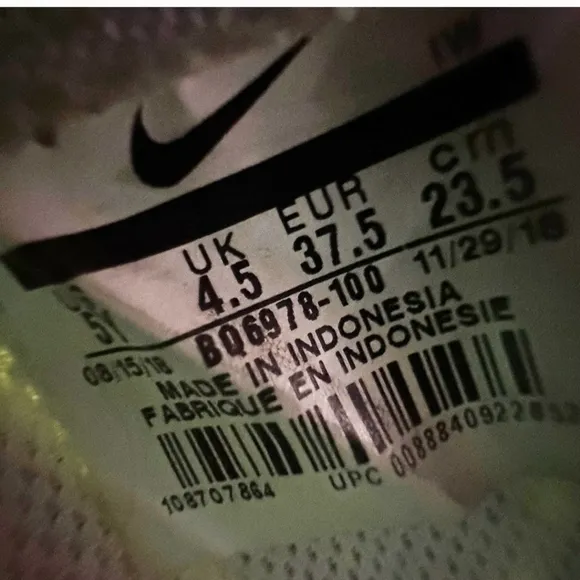 UK EUR cm
5Y 4.5 37.5 23.5
08/15/18 BQ6978-100 11/29/18
MADE IN INDONESIA
FABRIQUE EN INDONESIE
108707864 UPC